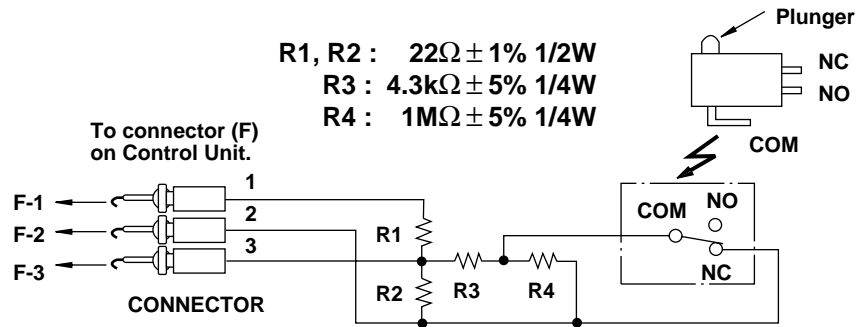 Plunger
R1, R2 : 22Ω ± 1% 1/2W
R3 : 4.3kΩ ± 5% 1/4W
R4 : 1MΩ ± 5% 1/4W
NC
NO
COM
To connector (F)
on Control Unit.
1
F-1
2
F-2
3
F-3
CONNECTOR
R1
R2
R3
R4
COM
NO
NC